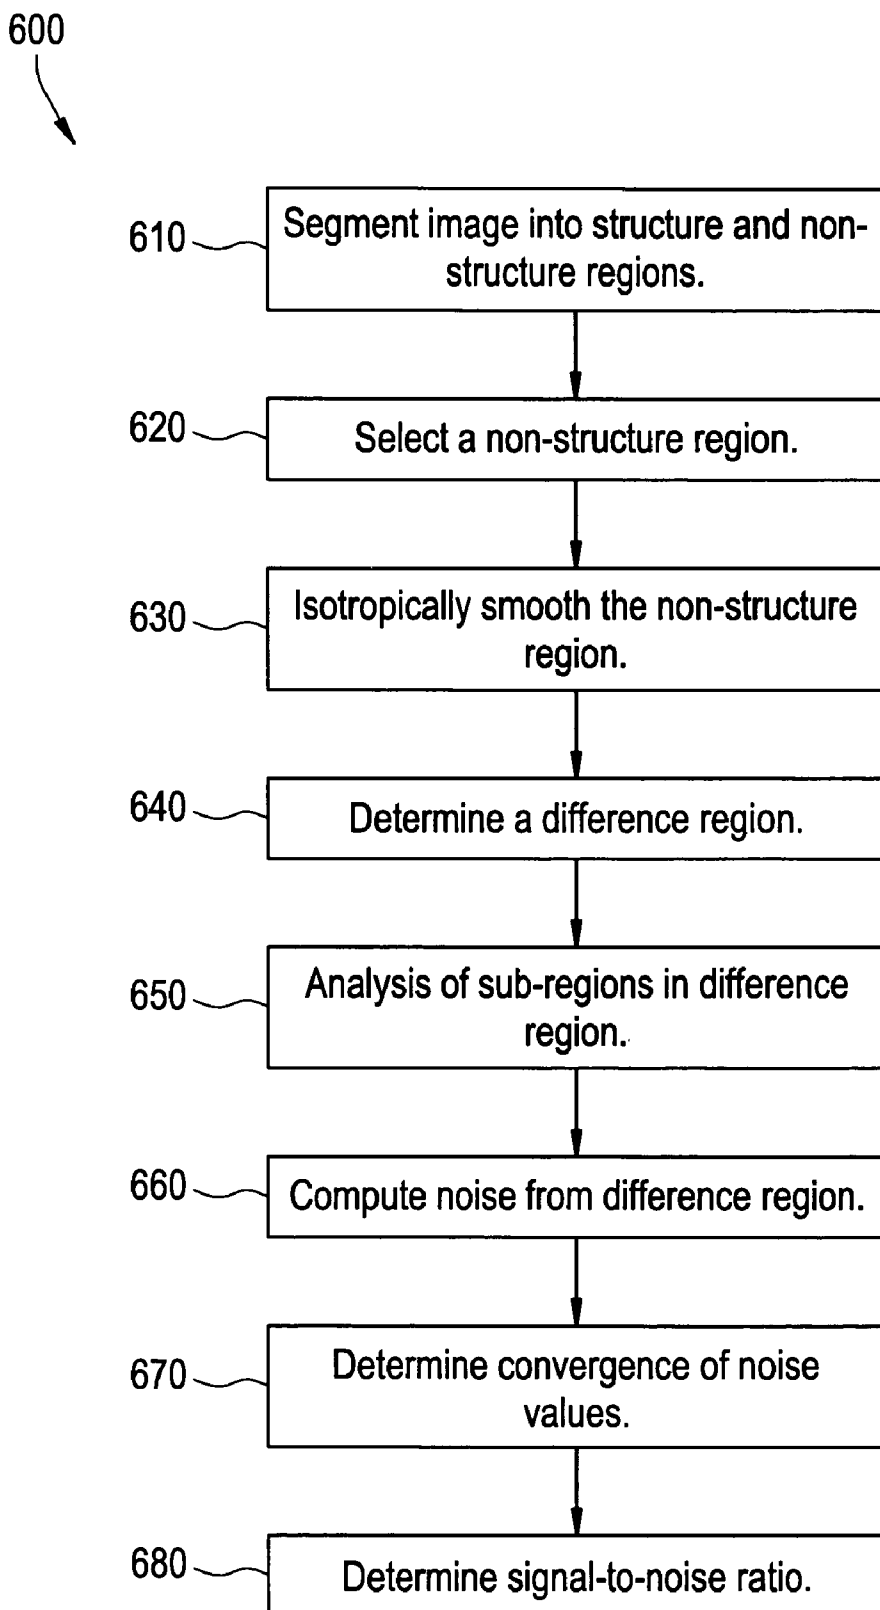 600
610
Segment image into structure and non-
structure regions.
620
Select a non-structure region.
630
Isotropically smooth the non-structure
region.
640
Determine a difference region.
650
Analysis of sub-regions in difference
region.
660
Compute noise from difference region.
670
Determine convergence of noise
values.
680
Determine signal-to-noise ratio.